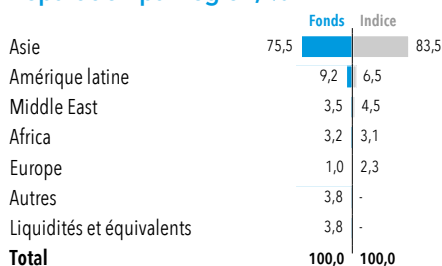 Fonds Indice
Asie 75,5 83,5
Amérique latine 9,2 6,5
Middle East 3,5 4,5
Africa 3,2 3,1
Europe 1,0 2,3
Autres 3,8 -
Liquidités et équivalents 3,8 -
Total 100,0 100,0